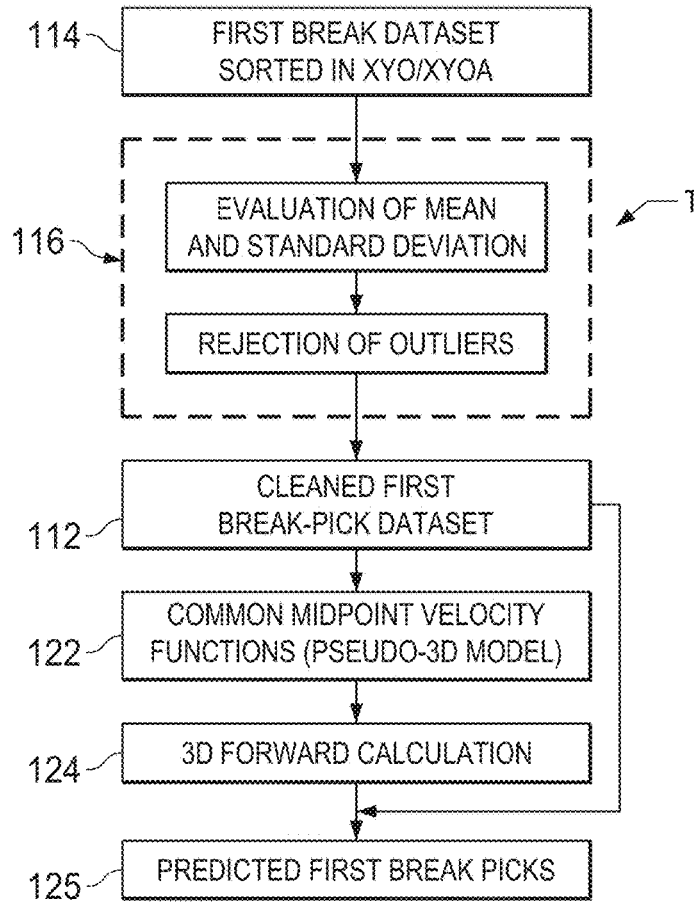 114
FIRST BREAK DATASET
SORTED IN XYO/XYOA
T
116
EVALUATION OF MEAN
AND STANDARD DEVIATION
REJECTION OF OUTLIERS
112
CLEANED FIRST
BREAK-PICK DATASET
122
COMMON MIDPOINT VELOCITY
FUNCTIONS (PSEUDO-3D MODEL)
124
3D FORWARD CALCULATION
125
PREDICTED FIRST BREAK PICKS